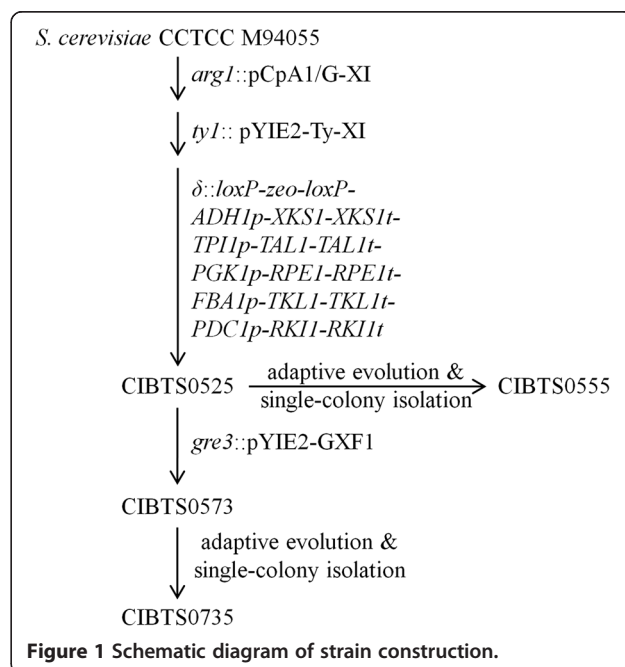 S. cerevisiae CCTCC M94055
arg1::pCpA1/G-XI
ty1:: pYIE2-Ty-XI
δ::loxP-zeo-loxP-
ADH1p-XKS1-XKS1t-
TPI1p-TAL1-TAL1t-
PGK1p-RPE1-RPE1t-
FBA1p-TKL1-TKL1t-
PDC1p-RKI1-RKI1t
CIBTS0525
adaptive evolution &
single-colony isolation
CIBTS0555
gre3::pYIE2-GXF1
CIBTS0573
adaptive evolution &
single-colony isolation
CIBTS0735
Figure 1 Schematic diagram of strain construction.